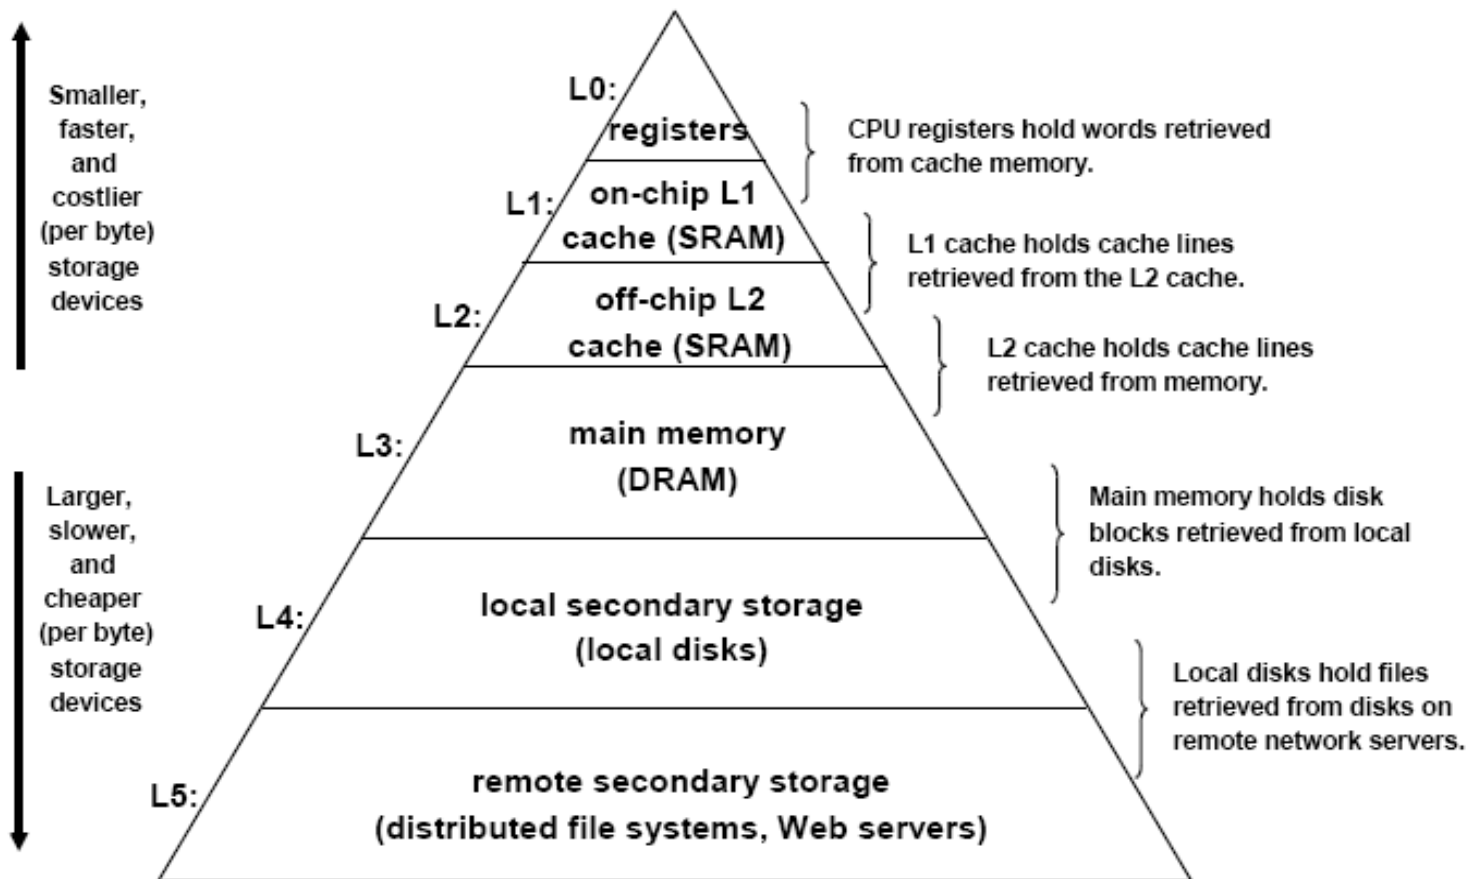 Smaller,
faster,
and
costlier
(per byte)
storage
devices
Larger,
slower,
and
cheaper
(per byte)
storage
devices
L0:
registers
CPU registers hold words retrieved
from cache memory.
L1:
on-chip L1
cache (SRAM)
L1 cache holds cache lines
retrieved from the L2 cache.
L2:
off-chip L2
cache (SRAM)
L2 cache holds cache lines
retrieved from memory.
L3:
main memory
(DRAM)
Main memory holds disk
blocks retrieved from local
disks.
L4:
local secondary storage
(local disks)
Local disks hold files
retrieved from disks on
remote network servers.
L5:
remote secondary storage
(distributed file systems, Web servers)